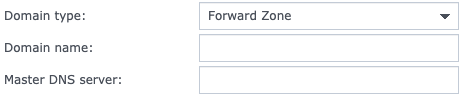 Domain type: Forward Zone
Domain name:
Master DNS server: